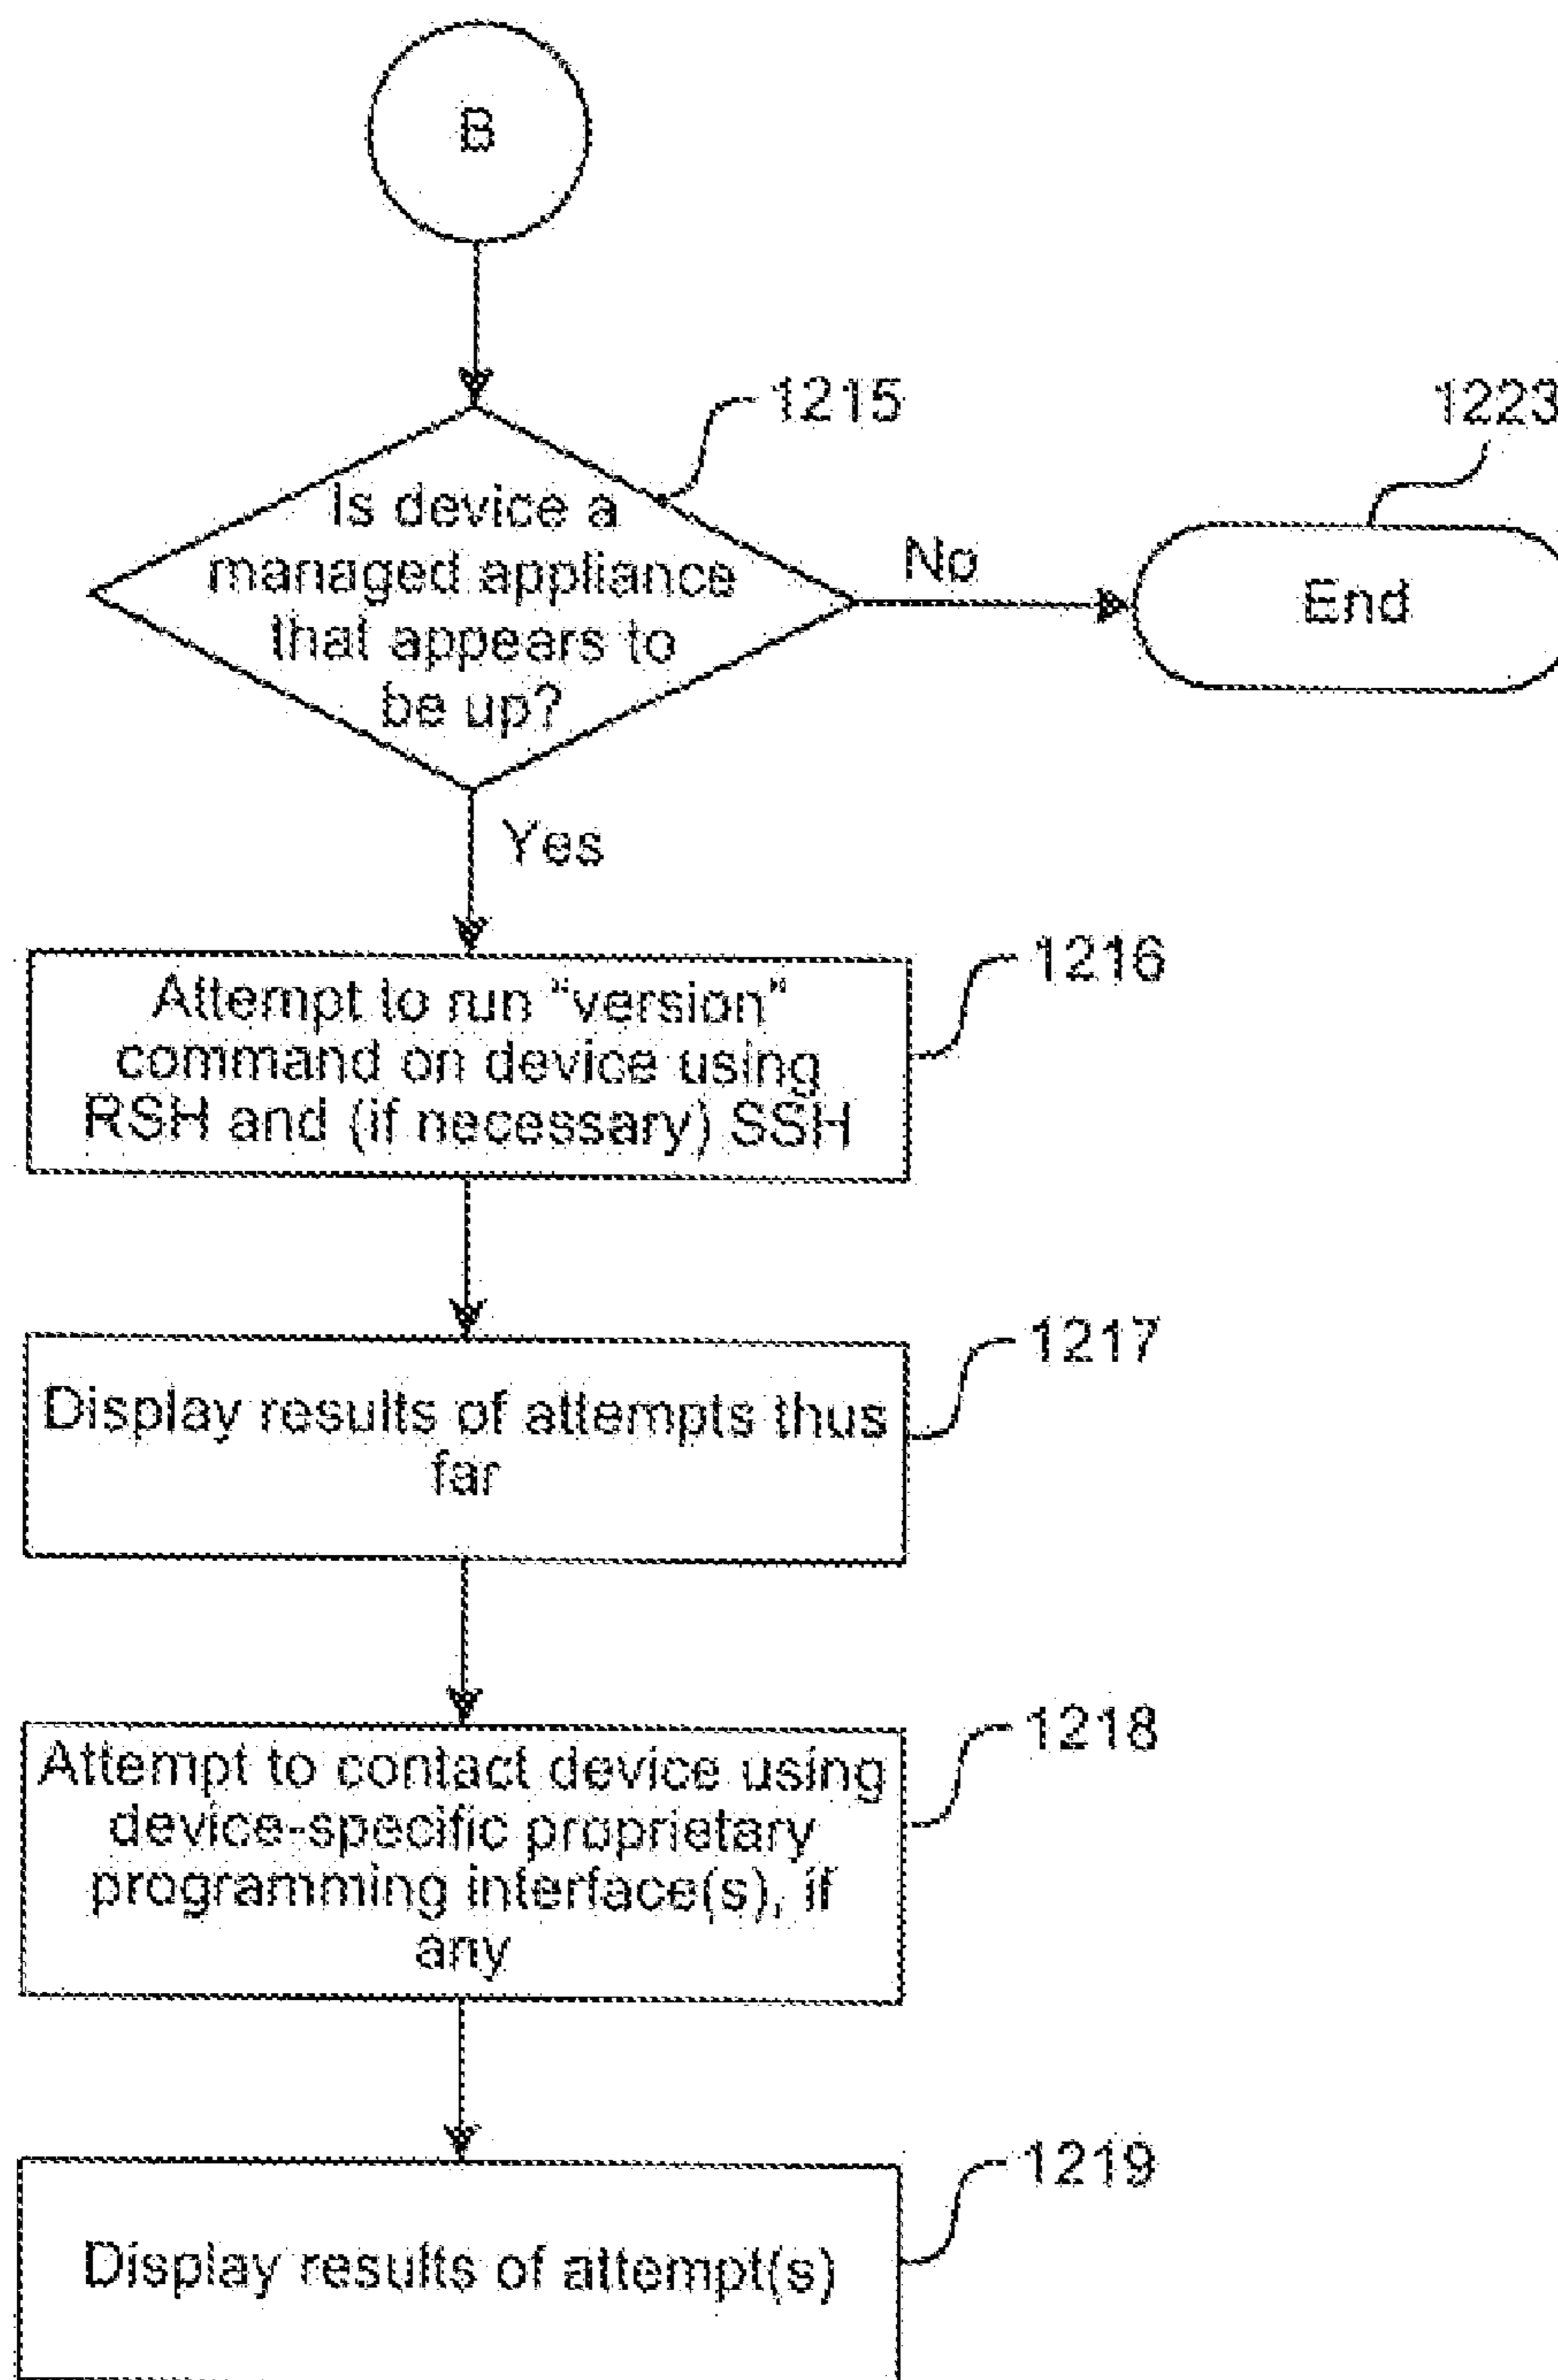 B
1215
1223
Is device a
managed appliance
that appears to
be up?
No
End
Yes
1216
Attempt to run "version"
command on device using
RSH and (if necessary) SSH
1217
Display results of attempts thus
far
1218
Attempt to contact device using
device-specific proprietary
programming interface(s), if
any
1219
Display results of attempt(s)